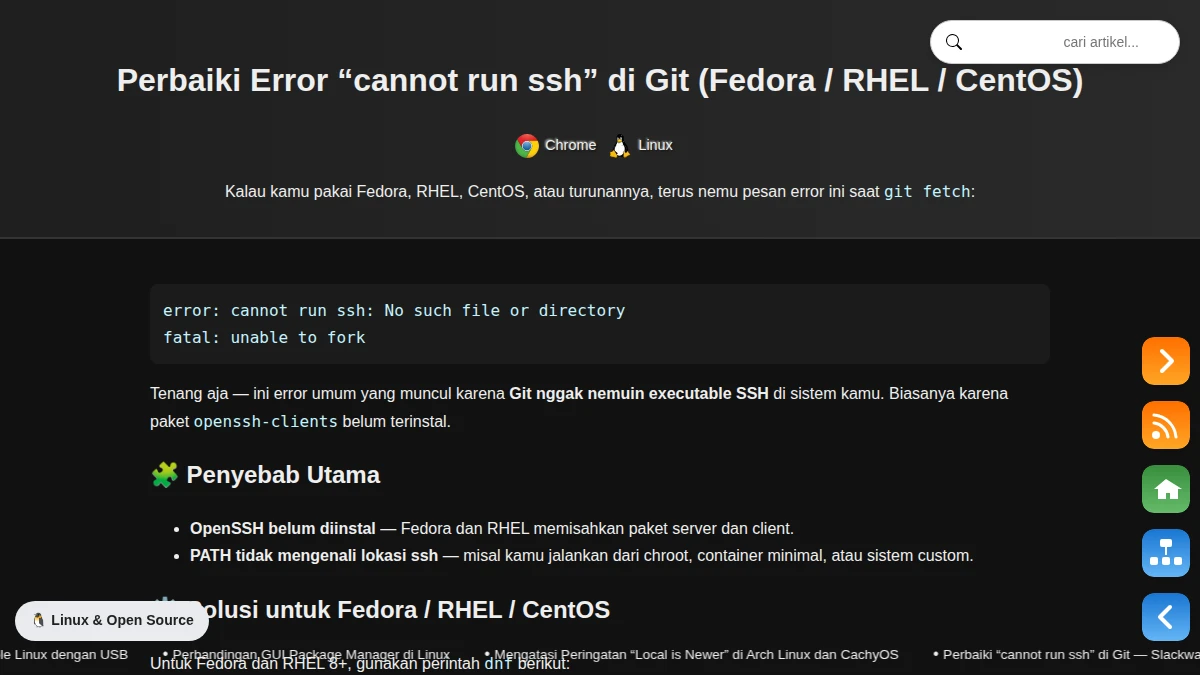 cari artikel...
Perbaiki Error “cannot run ssh” di Git (Fedora / RHEL / CentOS)
Chrome Linux
Kalau kamu pakai Fedora, RHEL, CentOS, atau turunannya, terus nemu pesan error ini saat git fetch:
error: cannot run ssh: No such file or directory
fatal: unable to fork
Tenang aja — ini error umum yang muncul karena Git nggak nemuin executable SSH di sistem kamu. Biasanya karena
paket openssh-clients belum terinstal.
🧩 Penyebab Utama
• OpenSSH belum diinstal — Fedora dan RHEL memisahkan paket server dan client.
• PATH tidak mengenali lokasi ssh — misal kamu jalankan dari chroot, container minimal, atau sistem custom.
olusi untuk Fedora / RHEL / CentOS
🐧 Linux & Open Source
le Linux dengan USB • Perbandingan GUI Package Manager di Linux • Mengatasi Peringatan “Local is Newer” di Arch Linux dan CachyOS • Perbaiki “cannot run ssh” di Git — Slackwa
Untuk Fedora dan RHEL 8+, gunakan perintah dnf berikut: